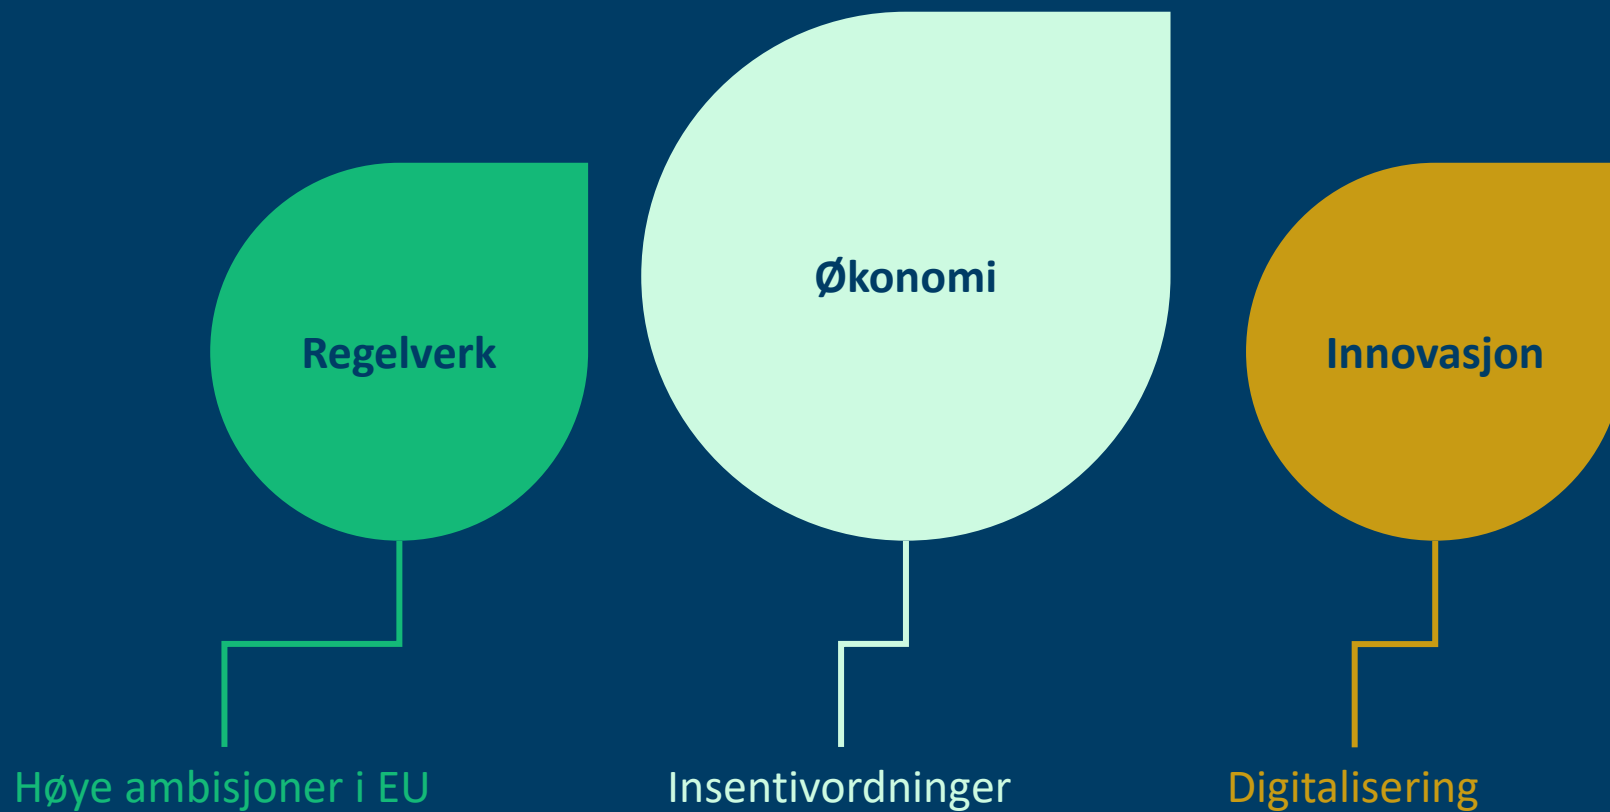 Økonomi
Regelverk
Innovasjon
Høye ambisjoner i EU
Insentivordninger
Digitalisering